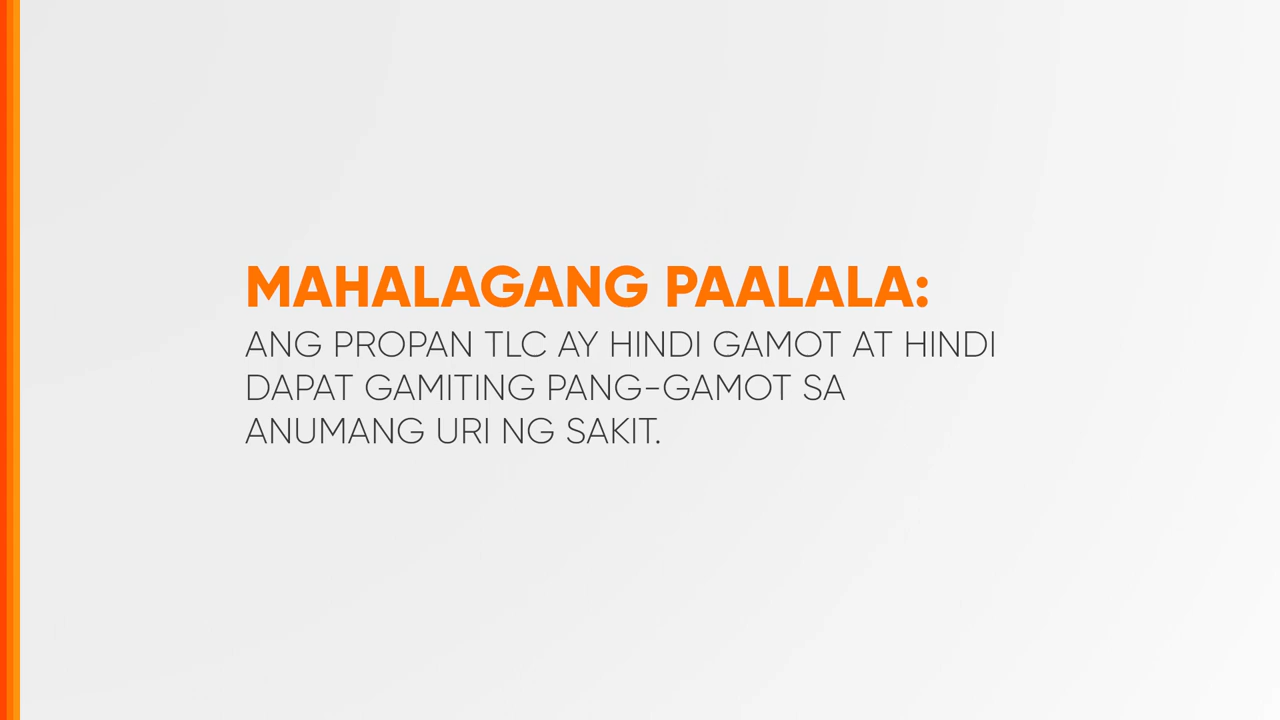 MAHALAGANG PAALALA:
ANG PROPAN TLC AY HINDI GAMOT AT HINDI
DAPAT GAMITING PANG-GAMOT SA
ANUMANG URI NG SAKIT.